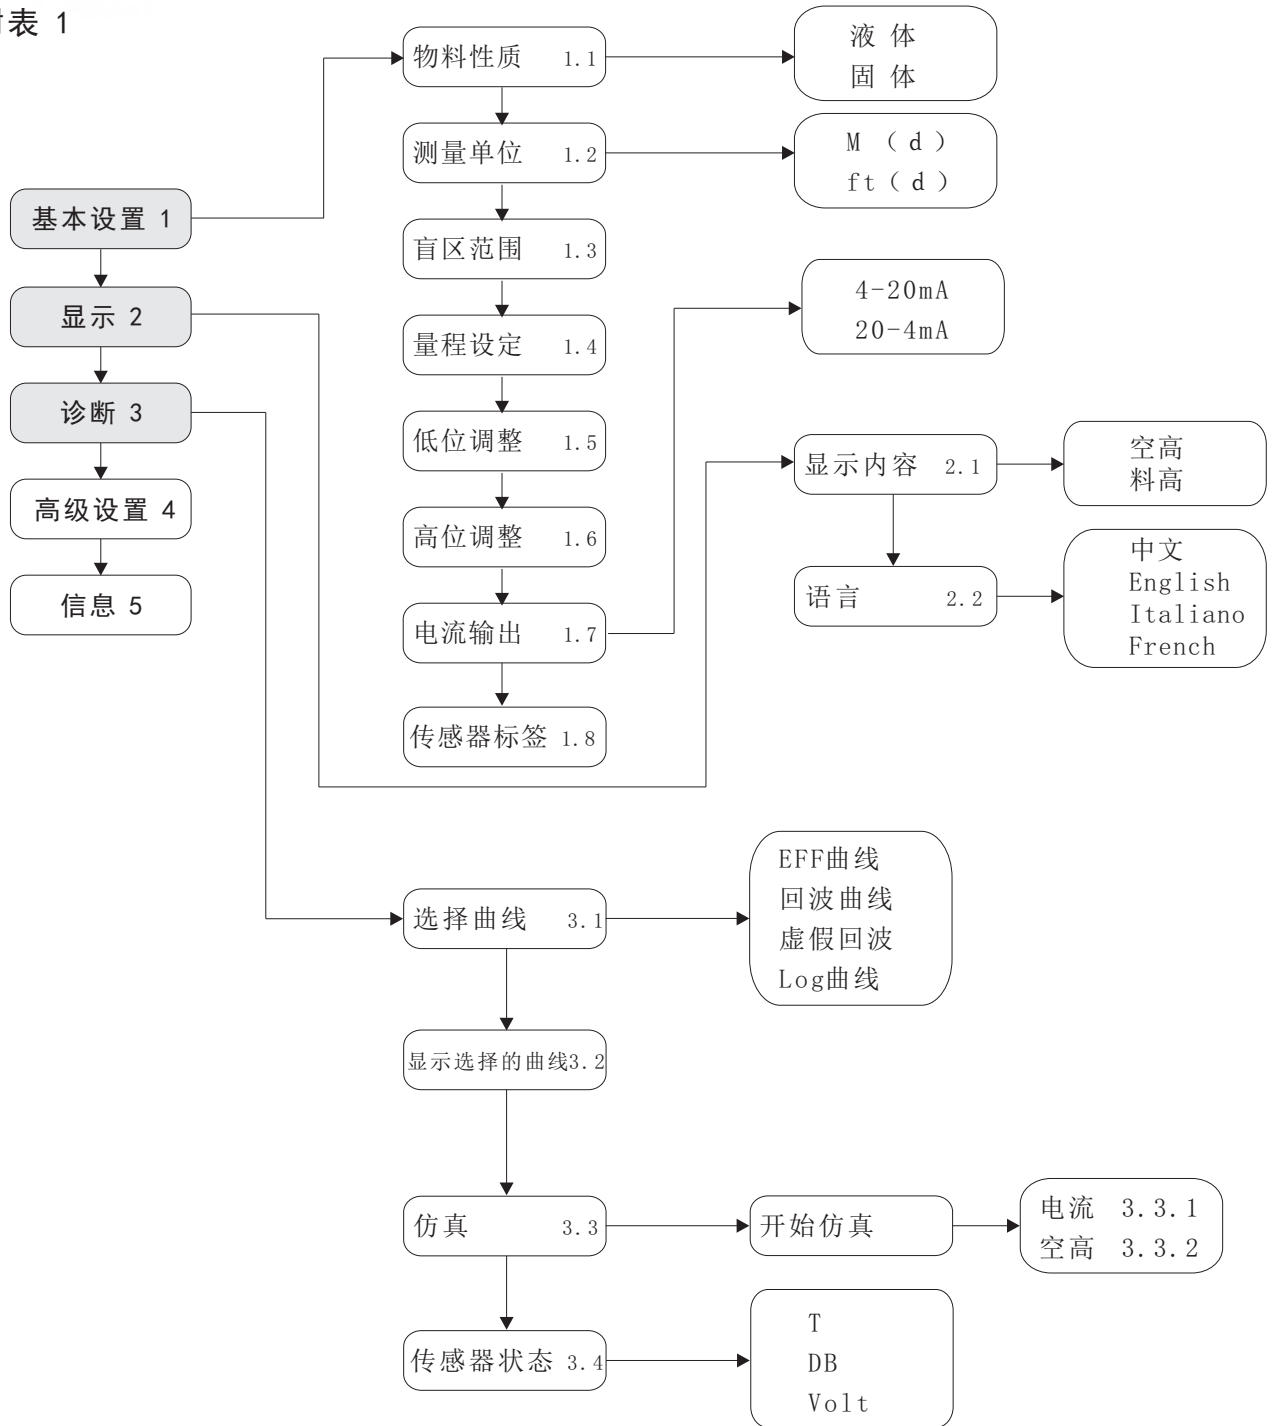 表 1
基本设置 1
显示 2
诊断 3
高级设置 4
信息 5
物料性质 1.1
液 体
固 体
测量单位 1.2
M （d）
ft（d）
盲区范围 1.3
量程设定 1.4
低位调整 1.5
高位调整 1.6
电流输出 1.7
4-20mA
20-4mA
传感器标签 1.8
显示内容 2.1
空高
料高
语言 2.2
中文
English
Italiano
French
选择曲线 3.1
EFF曲线
回波曲线
虚假回波
Log曲线
显示选择的曲线3.2
仿真 3.3
开始仿真
电流 3.3.1
空高 3.3.2
传感器状态 3.4
T
DB
Volt